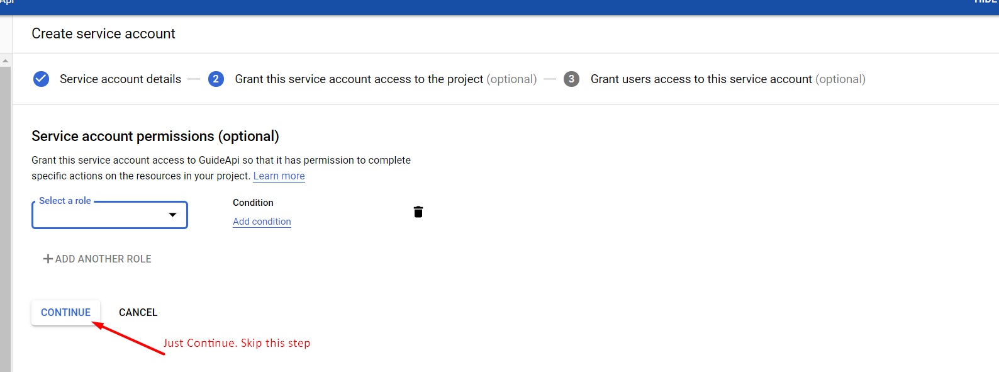 Api
HIDE
Create service account
Service account details
2 Grant this service account access to the project (optional)
3 Grant users access to this service account (optional)
Service account permissions (optional)
Grant this service account access to GuideApi so that it has permission to complete
specific actions on the resources in your project. Learn more
Select a role
Condition
Add condition
ADD ANOTHER ROLE
CONTINUE
CANCEL
Just Continue. Skip this step